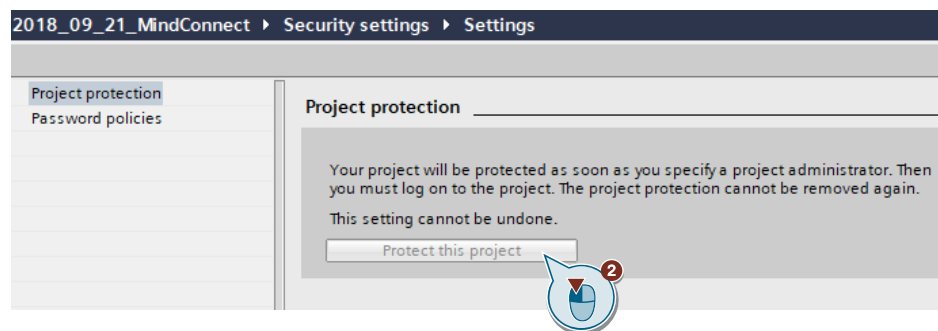 2018_09_21_MindConnect ▸ Security settings ▸ Settings
Project protection
Password policies
Project protection
Your project will be protected as soon as you specify a project administrator. Then
you must log on to the project. The project protection cannot be removed again.
This setting cannot be undone.
Protect this project
2